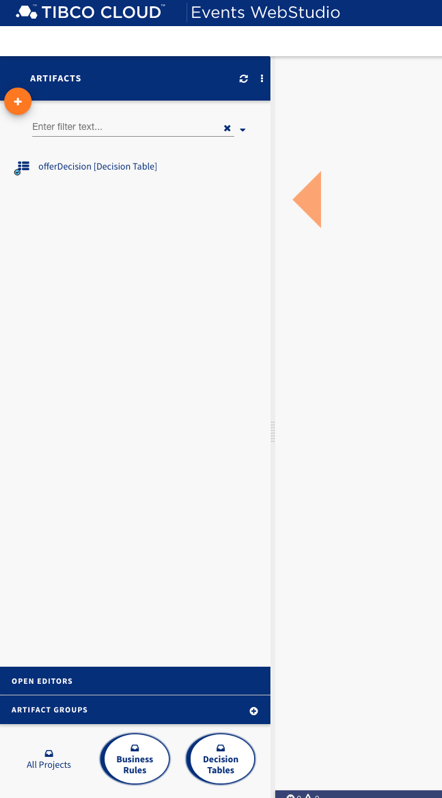 TIBCO CLOUD™ Events WebStudio
ARTIFACTS
+
Enter filter text...
offerDecision [Decision Table]
OPEN EDITORS
ARTIFACT GROUPS
All Projects
Business
Rules
Decision
Tables